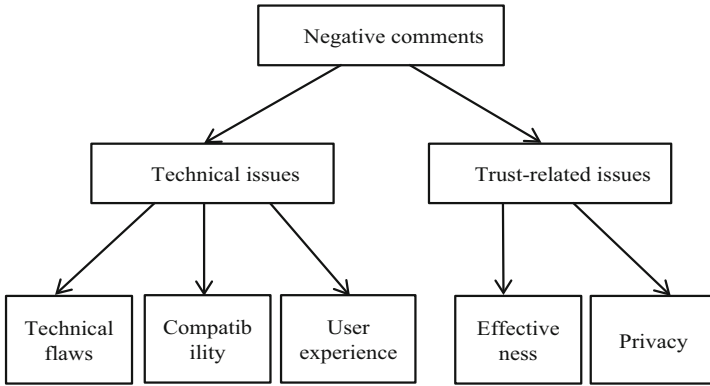 Negative comments
Technical issues
Trust-related issues
Technical
flaws
Compatib
ility
User
experience
Effective
ness
Privacy